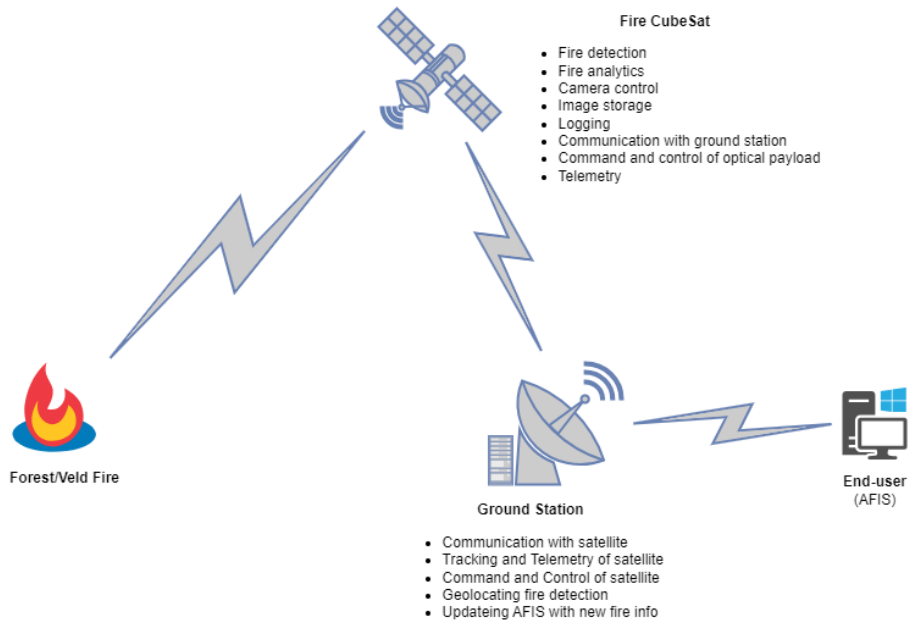 Fire CubeSat
Fire detection
Fire analytics
Camera control
Image storage
Logging
Communication with ground station
Command and control of optical payload
Telemetry
Forest/Veld Fire
End-user
(AFIS)
Ground Station
Communication with satellite
Tracking and Telemetry of satellite
Command and Control of satellite
Geolocating fire detection
Updateing AFIS with new fire info